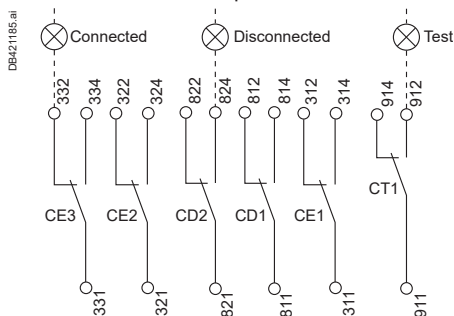 DB421185.ai
Connected
Disconnected
Test
332
334
322
324
822
824
812
814
312
314
914
912
CE3
CE2
CD2
CD1
CE1
CT1
331
321
821
811
311
911